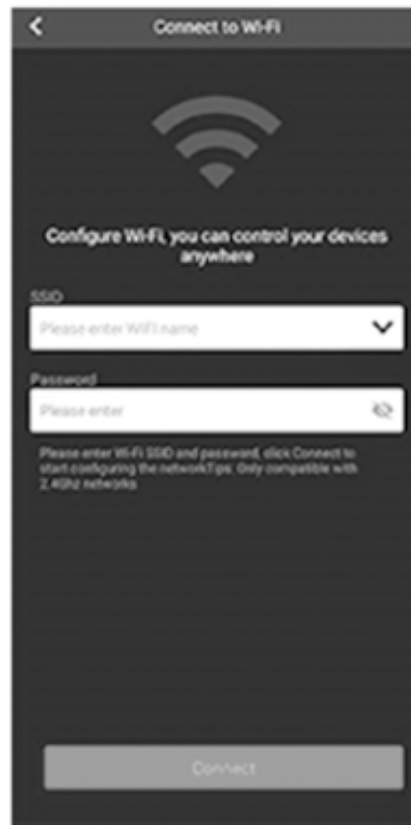 Connect to Wi-Fi
Configure Wi-Fi, you can control your devices
anywhere
SSID
Please enter WIFI name
Password
Please enter
Please enter Wi-Fi SSID and password, click Connect to
start configuring the networkTips: Only compatible with
2.4Ghz networks
Connect